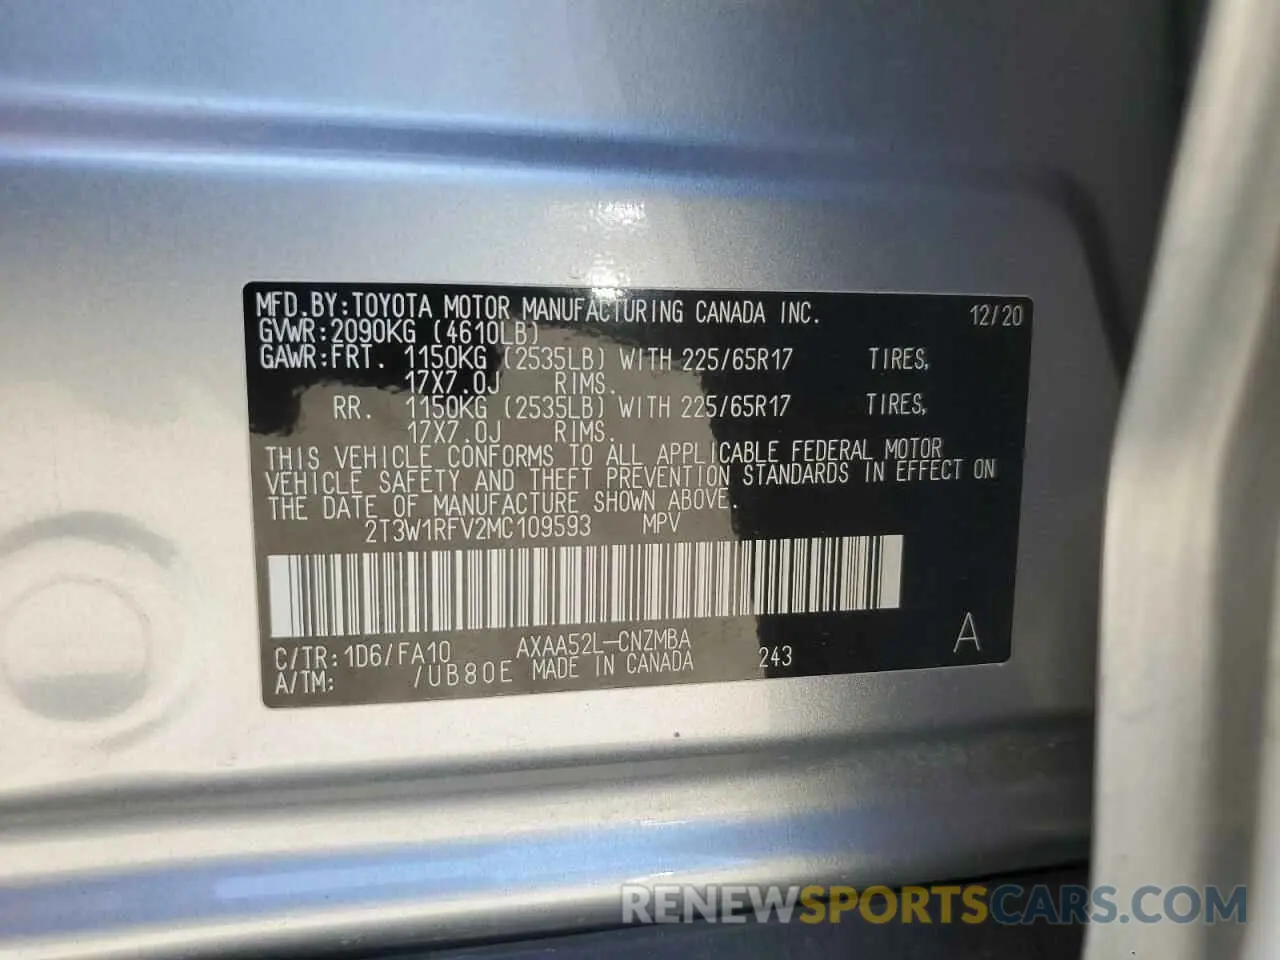 MFD.BY:TOYOTA MOTOR MANUFACTURING CANADA INC. 12/20
GVWR:2090KG (4610LB)
GAWR:FRT. 1150KG (2535LB) WITH 225/65R17 TIRES,
17X7.0J RIMS.
RR. 1150KG (2535LB) WITH 225/65R17 TIRES,
17X7.0J RIMS.
THIS VEHICLE CONFORMS TO ALL APPLICABLE FEDERAL MOTOR
VEHICLE SAFETY AND THEFT PREVENTION STANDARDS IN EFFECT ON
THE DATE OF MANUFACTURE SHOWN ABOVE.
2T3W1RFV2MC109593 MPV
C/TR:1D6/FA10 AXAA52L-CNZMBA
A/TM: /UB80E MADE IN CANADA 243 A
RENEWSPORTSCARS.COM